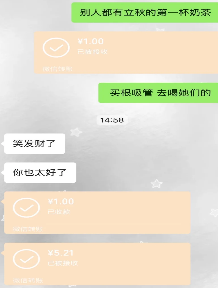 别人都有立秋的第一杯奶茶
¥1.00
买根吸管 去喝她们的
14:58
笑发财了
你也太好了
¥1.00
¥5.21